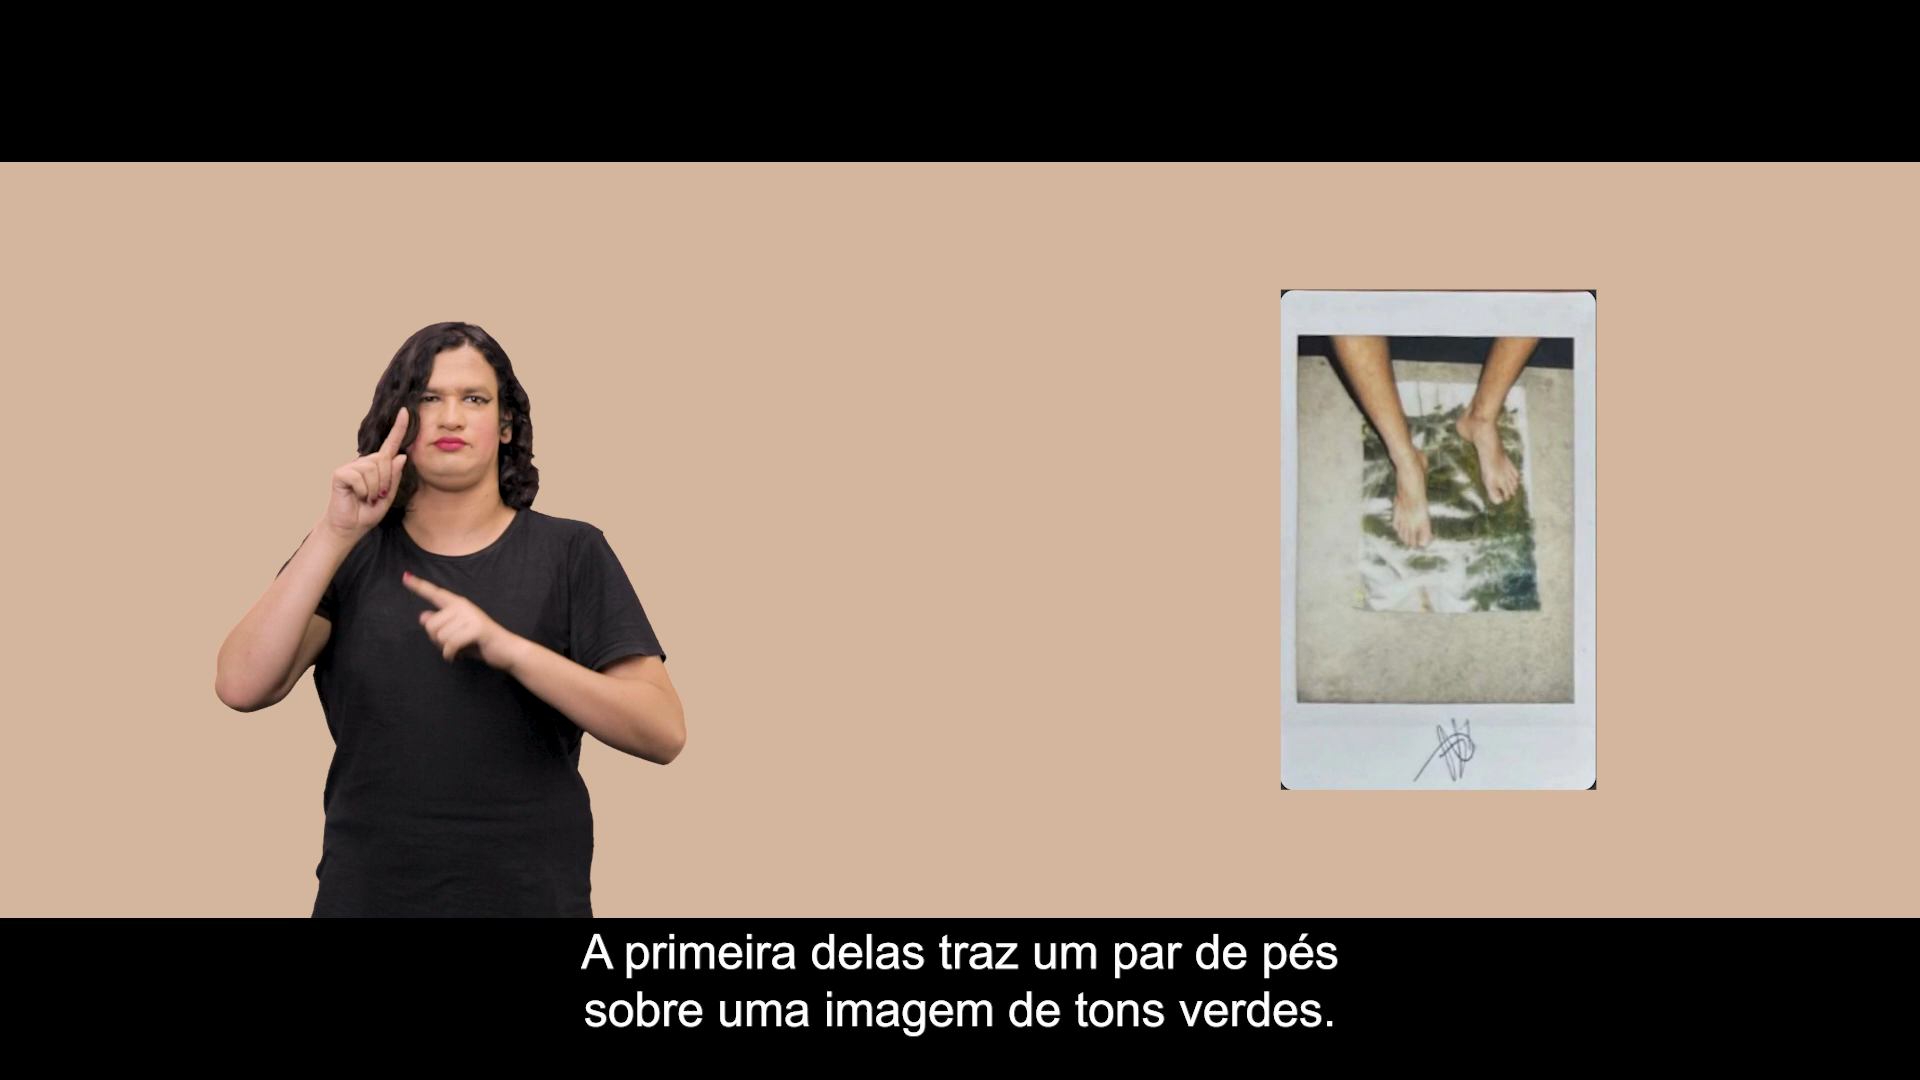 A primeira delas traz um par de pés
sobre uma imagem de tons verdes.